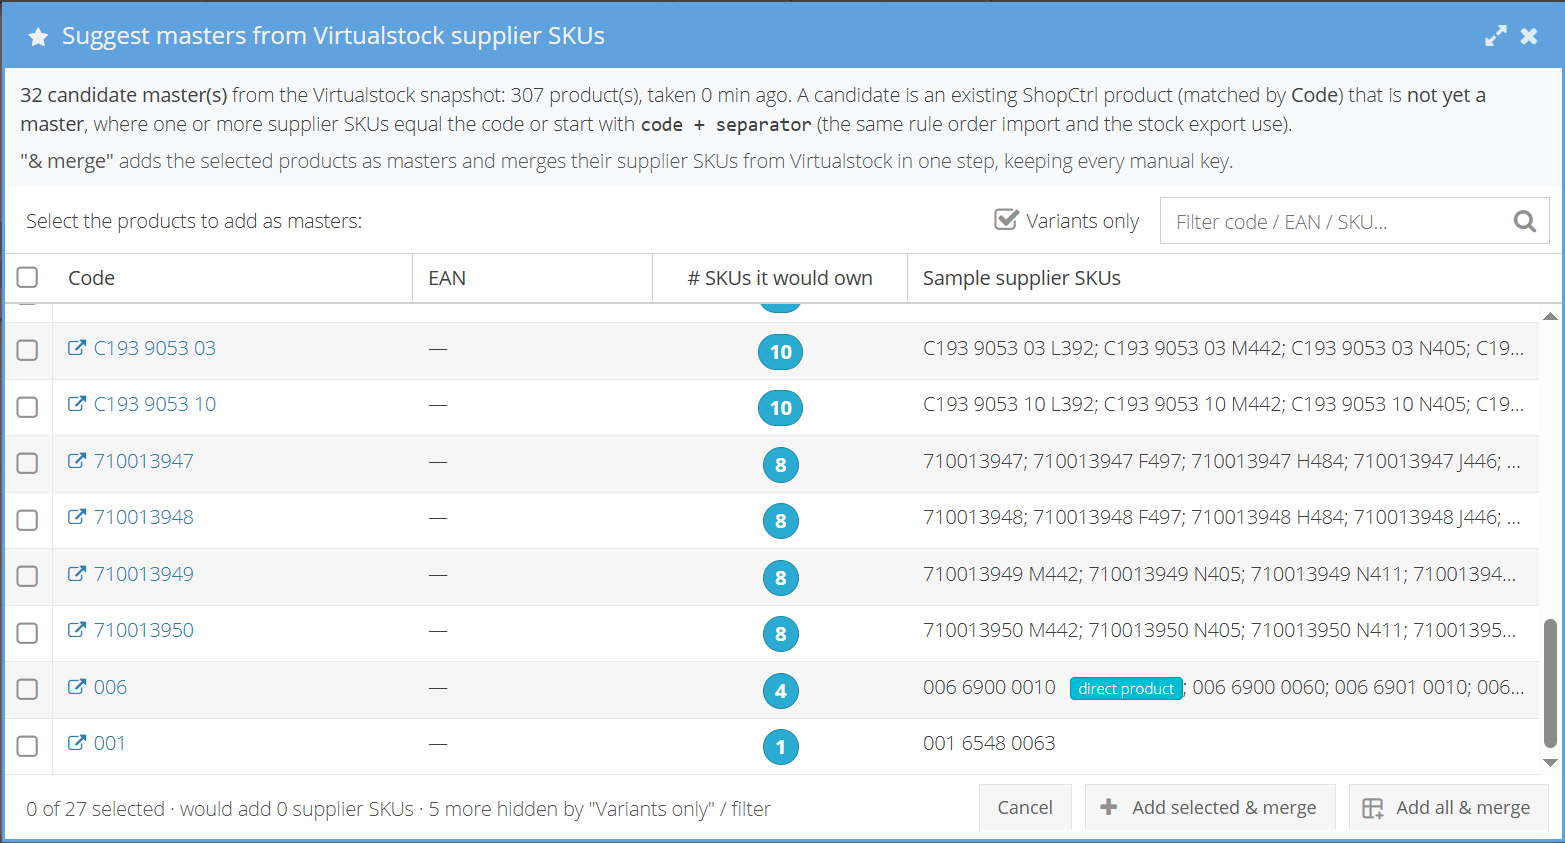 Suggest masters from Virtualstock supplier SKUs
32 candidate master(s) from the Virtualstock snapshot: 307 product(s), taken 0 min ago. A candidate is an existing ShopCtrl product (matched by Code) that is not yet a
master, where one or more supplier SKUs equal the code or start with code + separator (the same rule order import and the stock export use).
"& merge" adds the selected products as masters and merges their supplier SKUs from Virtualstock in one step, keeping every manual key.
Select the products to add as masters:
Variants only
Filter code / EAN / SKU...
Code EAN # SKUs it would own Sample supplier SKUs
C193 9053 03 — 10 C193 9053 03 L392; C193 9053 03 M442; C193 9053 03 N405; C19...
C193 9053 10 — 10 C193 9053 10 L392; C193 9053 10 M442; C193 9053 10 N405; C19...
710013947 — 8 710013947; 710013947 F497; 710013947 H484; 710013947 J446; ...
710013948 — 8 710013948; 710013948 F497; 710013948 H484; 710013948 J446; ...
710013949 — 8 710013949 M442; 710013949 N405; 710013949 N411; 71001394...
710013950 — 8 710013950 M442; 710013950 N405; 710013950 N411; 71001395...
006 — 4 006 6900 0010 direct product; 006 6900 0060; 006 6901 0010; 006...
001 — 1 001 6548 0063
0 of 27 selected · would add 0 supplier SKUs · 5 more hidden by "Variants only" / filter
Cancel
Add selected & merge
Add all & merge